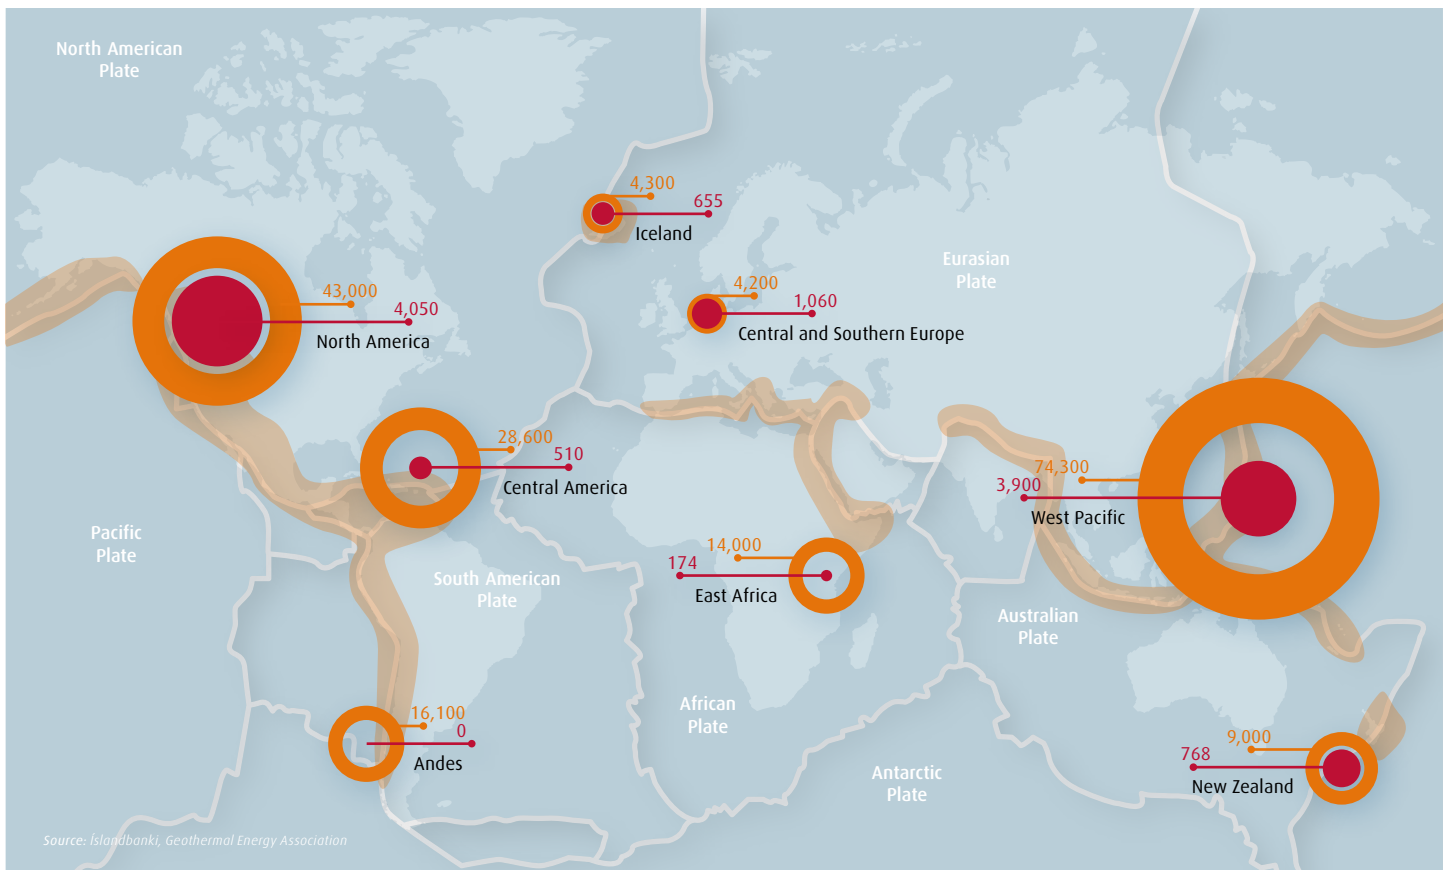 North American
Plate
4,300
655
Iceland
Eurasian
Plate
43,000
4,050
North America
4,200
1,060
Central and Southern Europe
28,600
510
Central America
74,300
3,900
West Pacific
Pacific
Plate
14,000
174
East Africa
South American
Plate
Australian
Plate
African
Plate
16,100
0
Andes
9,000
768
New Zealand
Antarctic
Plate
Source: Íslandbanki, Geothermal Energy Association